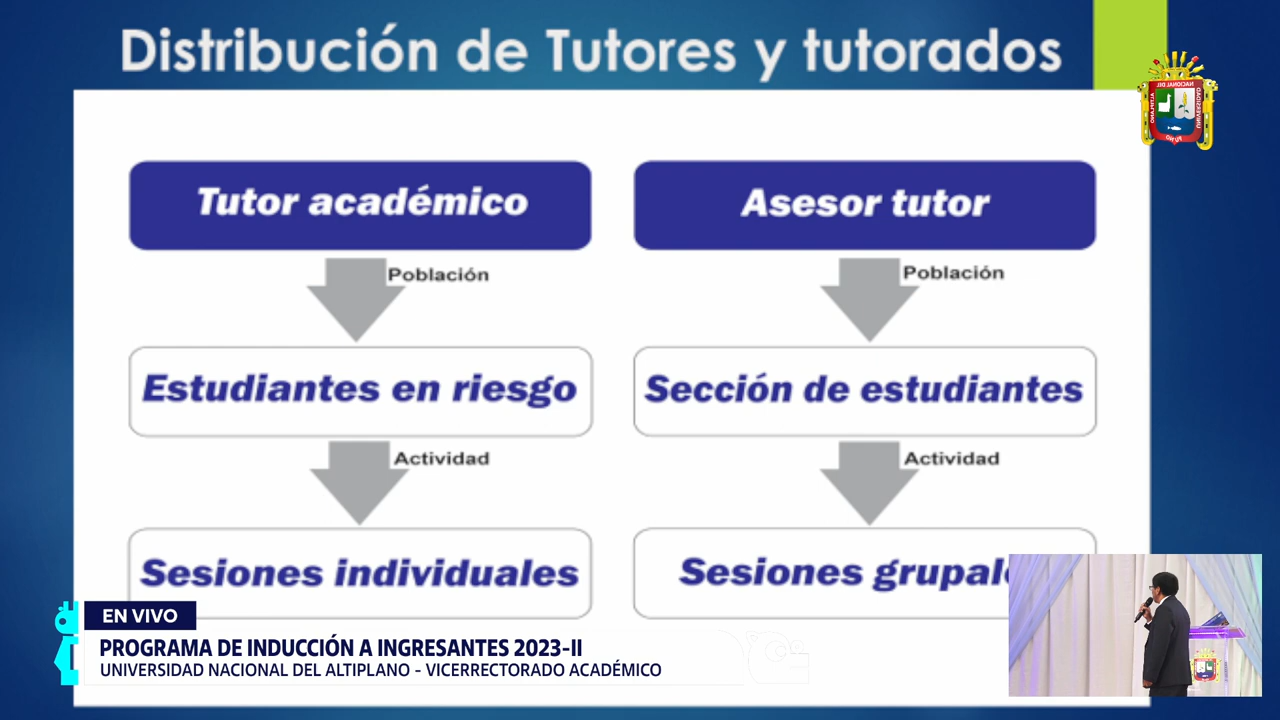 Distribución de Tutores y tutorados
Tutor académico
Asesor tutor
Población
Población
Estudiantes en riesgo
Sección de estudiantes
Actividad
Actividad
Sesiones individuales
Sesiones
EN VIVO
PROGRAMA DE INDUCCIÓN A INGRESANTES 2023-II
UNIVERSIDAD NACIONAL DEL ALTIPLANO - VICERRECTORADO ACADÉMICO